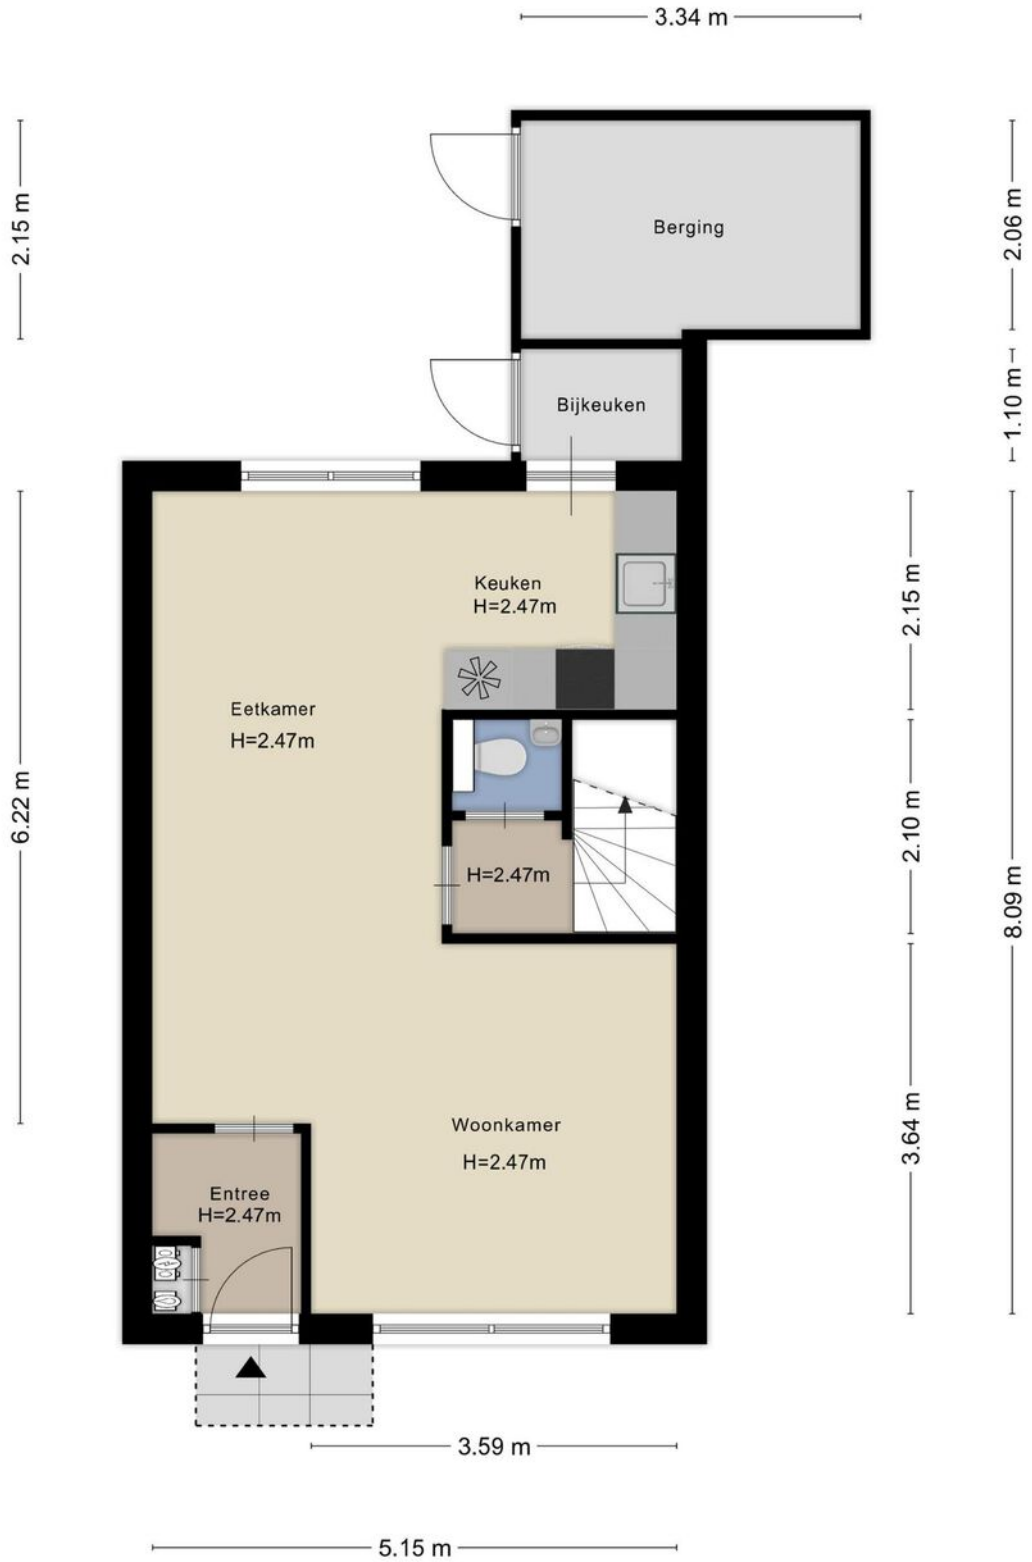 3.34 m
2.15 m
2.06 m
Berging
1.10 m
Bijkeuken
Keuken
H=2.47m
2.15 m
Eetkamer
H=2.47m
6.22 m
2.10 m
H=2.47m
8.09 m
3.64 m
Woonkamer
H=2.47m
Entree
H=2.47m
3.59 m
5.15 m